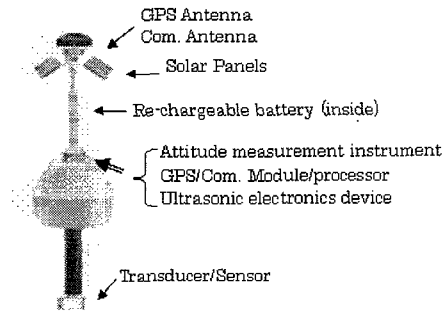 GPS Antenna
Com. Antenna
Solar Panels
Re-chargeable battery (inside)
Attitude measurement instrument
GPS/Com. Module/processor
Ultrasonic electronics device
Transducer/Sensor